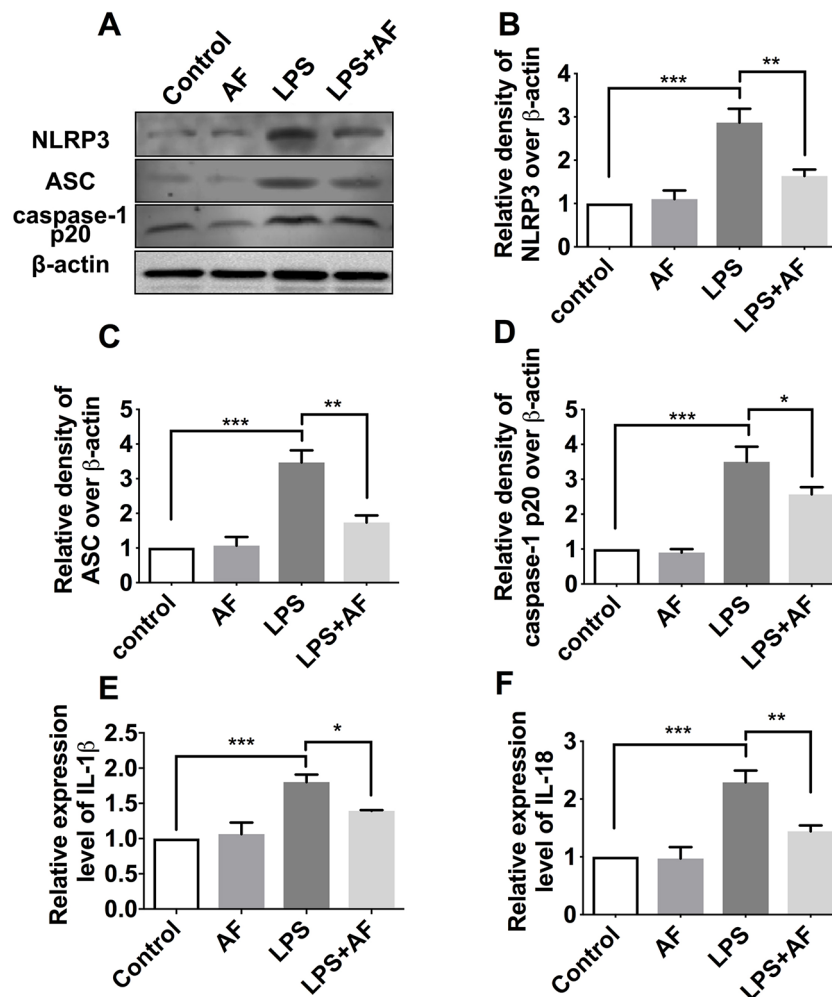 A
Control
AF
LPS
LPS+AF
NLRP3
ASC
caspase-1
p20
β-actin
B
Relative density of
NLRP3 over β-actin
4
3
2
1
0
***
**
control
AF
LPS
LPS+AF
C
Relative density of
ASC over β-actin
5
4
3
2
1
0
***
**
control
AF
LPS
LPS+AF
D
Relative density of
caspase-1 p20 over β-actin
5
4
3
2
1
0
***
*
control
AF
LPS
LPS+AF
E
Relative expression
level of IL-1β
2.5
2.0
1.5
1.0
0.5
0.0
***
*
Control
AF
LPS
LPS+AF
F
Relative expression
level of IL-18
3
2
1
0
***
**
Control
AF
LPS
LPS+AF